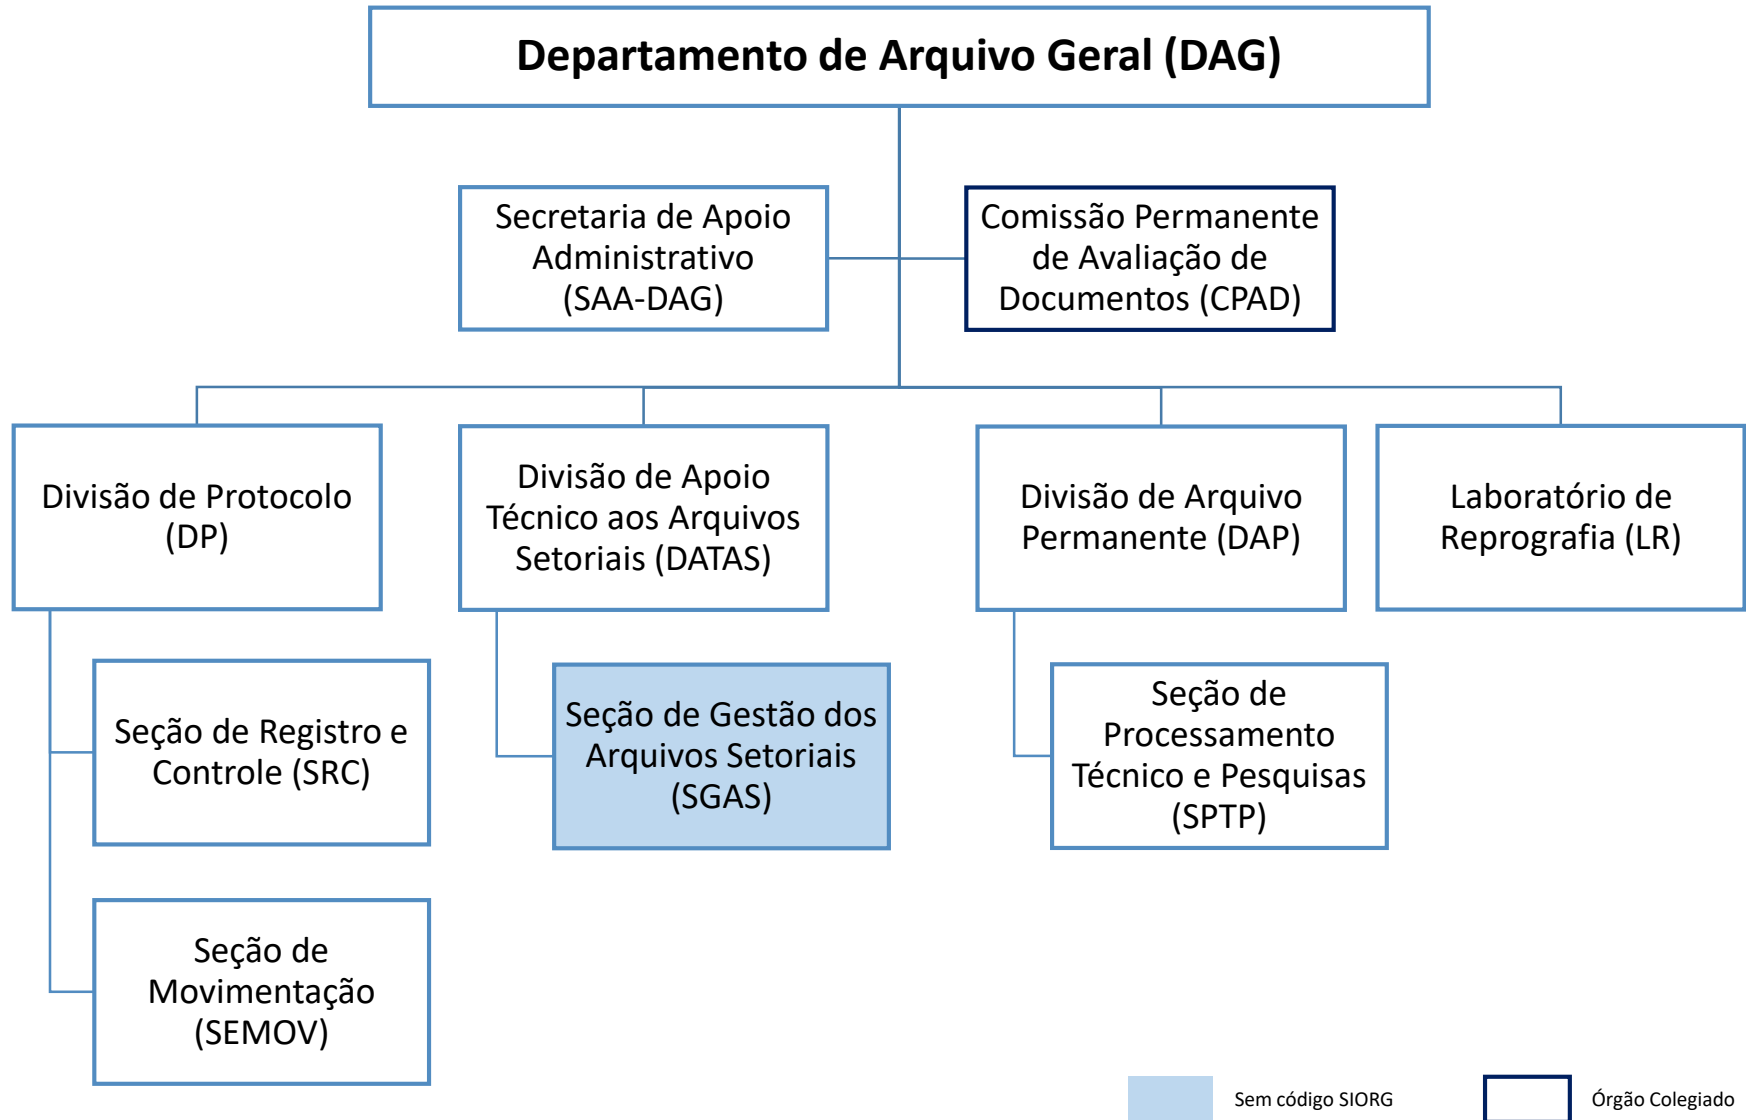 Departamento de Arquivo Geral (DAG)
Secretaria de Apoio
Administrativo
(SAA-DAG)
Comissão Permanente
de Avaliação de
Documentos (CPAD)
Divisão de Protocolo
(DP)
Divisão de Apoio
Técnico aos Arquivos
Setoriais (DATAS)
Divisão de Arquivo
Permanente (DAP)
Laboratório de
Reprografia (LR)
Seção de Registro e
Controle (SRC)
Seção de Gestão dos
Arquivos Setoriais
(SGAS)
Seção de
Processamento
Técnico e Pesquisas
(SPTP)
Seção de
Movimentação
(SEMOV)
Sem código SIORG
Órgão Colegiado